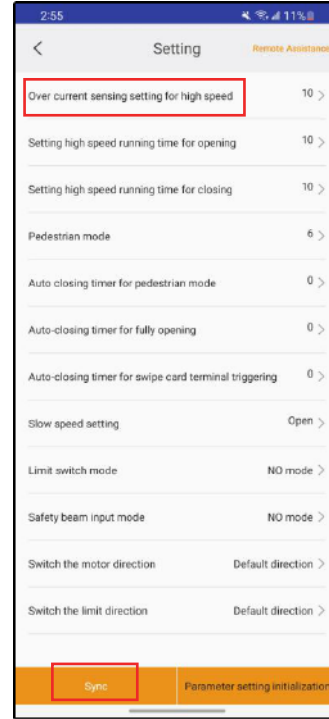 2:55 11%
Setting Remote Assistance
Over current sensing setting for high speed 10
Setting high speed running time for opening 10
Setting high speed running time for closing 10
Pedestrian mode 6
Auto closing timer for pedestrian mode 0
Auto-closing timer for fully opening 0
Auto-closing timer for swipe card terminal triggering 0
Slow speed setting Open
Limit switch mode NO mode
Safety beam input mode NO mode
Switch the motor direction Default direction
Switch the limit direction Default direction
Sync Parameter setting initialization